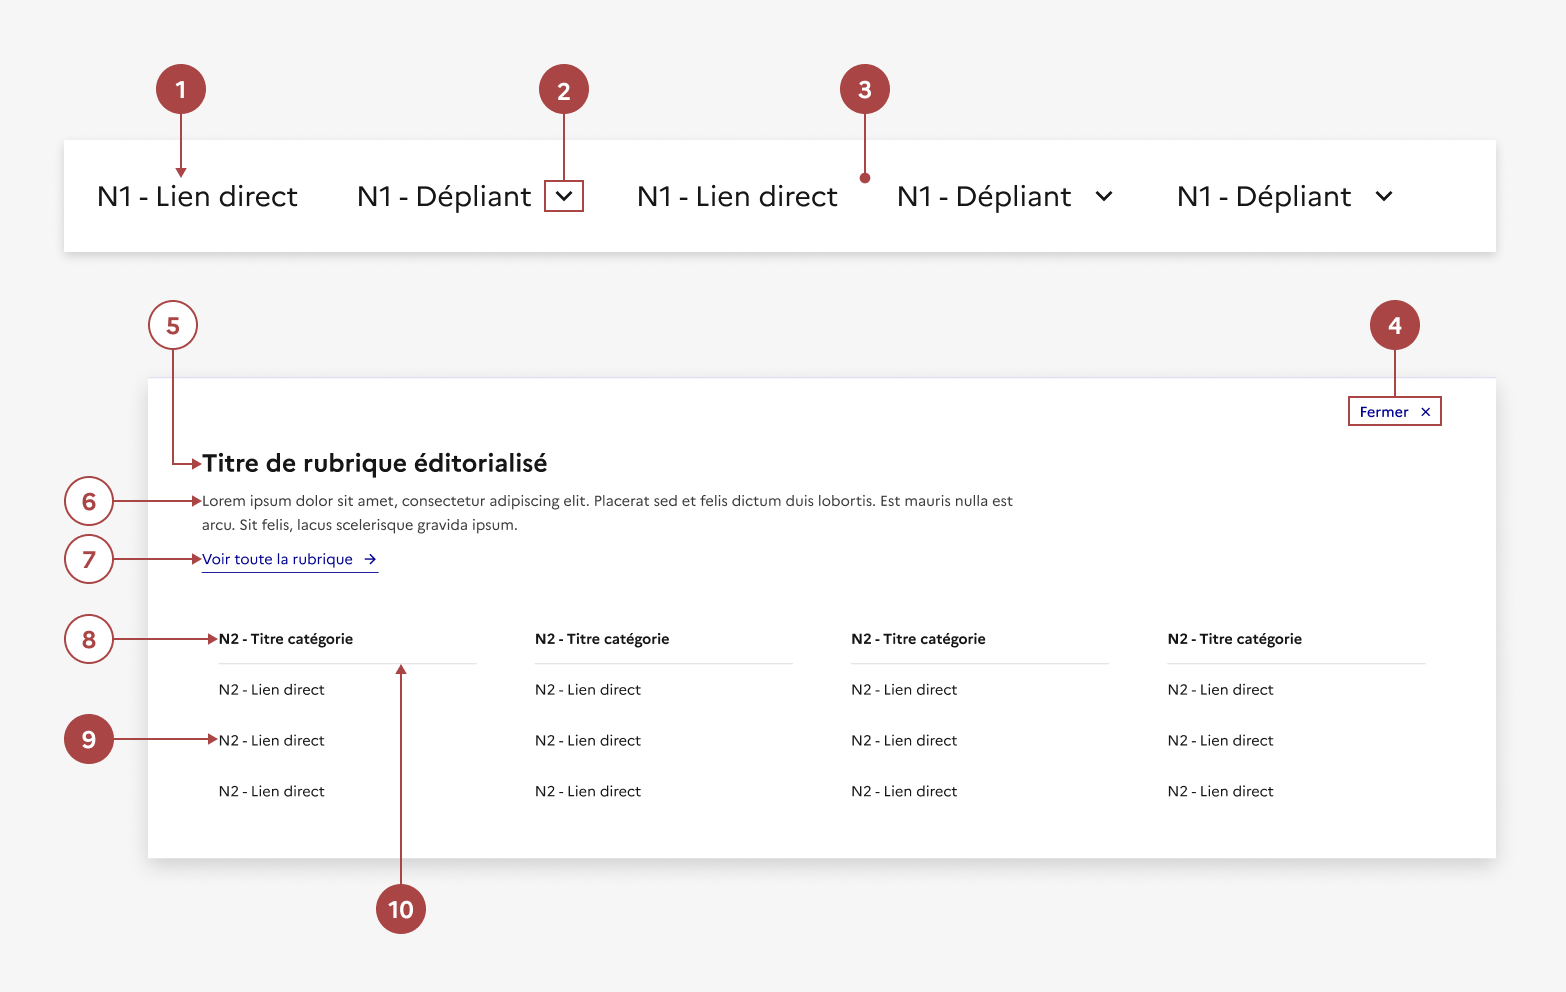 1
2
3
N1 - Lien direct
N1 - Dépliant
N1 - Lien direct
N1 - Dépliant
N1 - Dépliant
5
4
Fermer
Titre de rubrique éditorialisé
6
Lorem ipsum dolor sit amet, consectetur adipiscing elit. Placerat sed et felis dictum duis lobortis. Est mauris nulla est
arcu. Sit felis, lacus scelerisque gravida ipsum.
7
Voir toute la rubrique
8
N2 - Titre catégorie
N2 - Titre catégorie
N2 - Titre catégorie
N2 - Titre catégorie
N2 - Lien direct
N2 - Lien direct
N2 - Lien direct
N2 - Lien direct
9
N2 - Lien direct
N2 - Lien direct
N2 - Lien direct
N2 - Lien direct
N2 - Lien direct
N2 - Lien direct
N2 - Lien direct
N2 - Lien direct
10